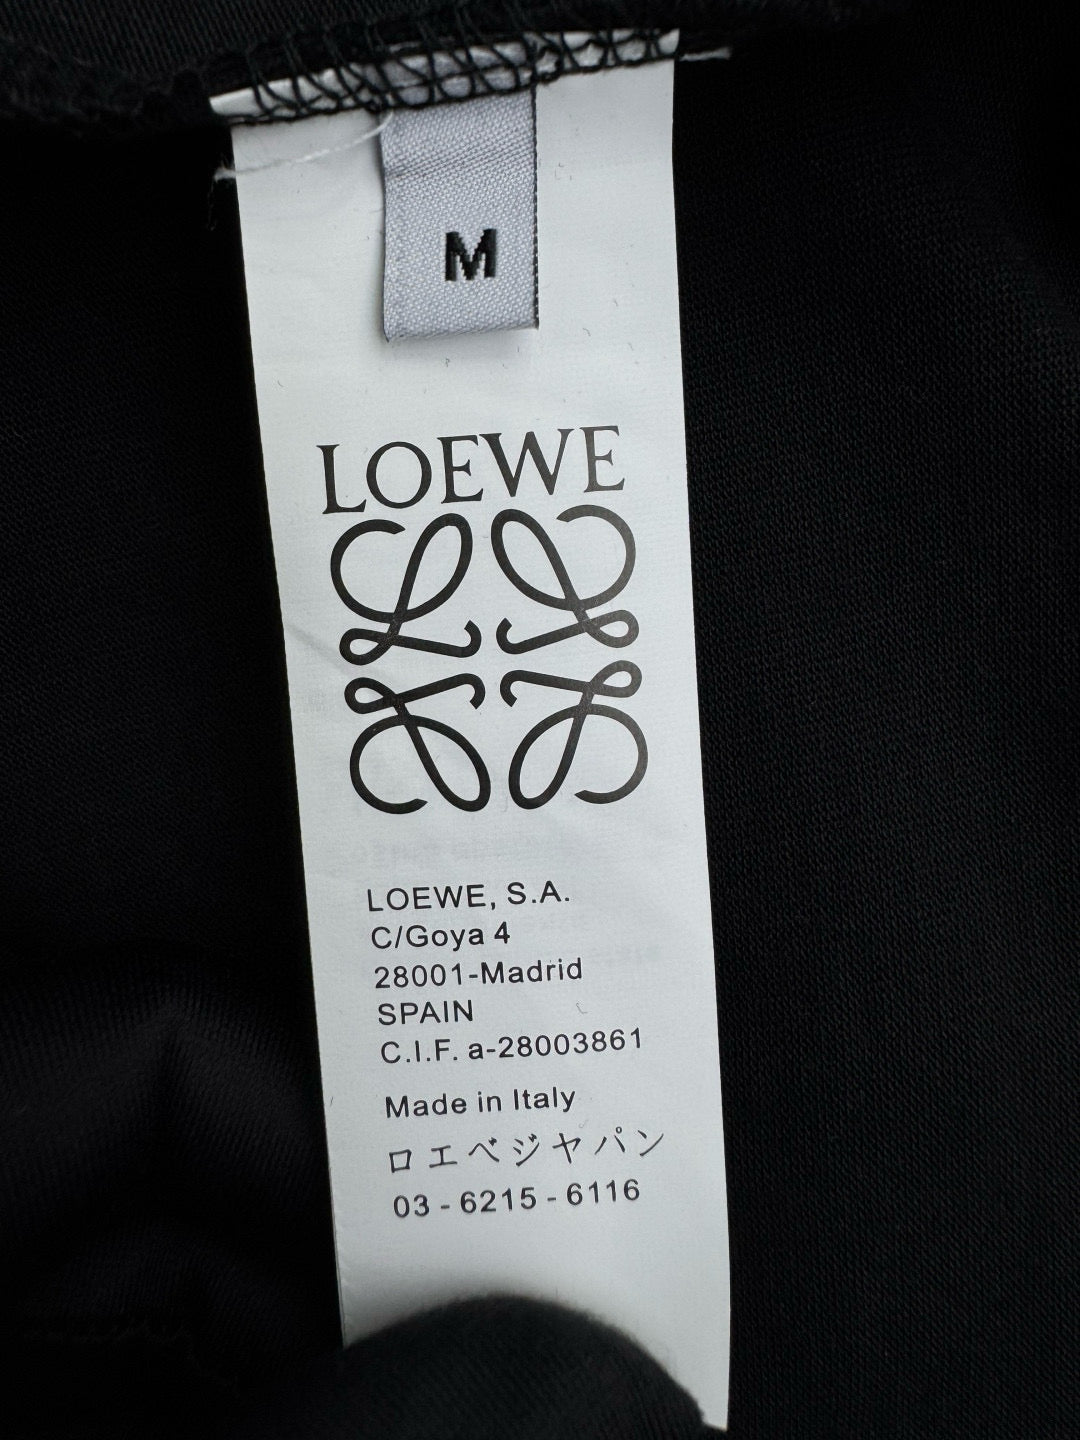 M
LOEWE
LOEWE, S.A.
C/Goya 4
28001-Madrid
SPAIN
C.I.F. a-28003861
Made in Italy
ロエベジヤパン
03 - 6215 - 6116